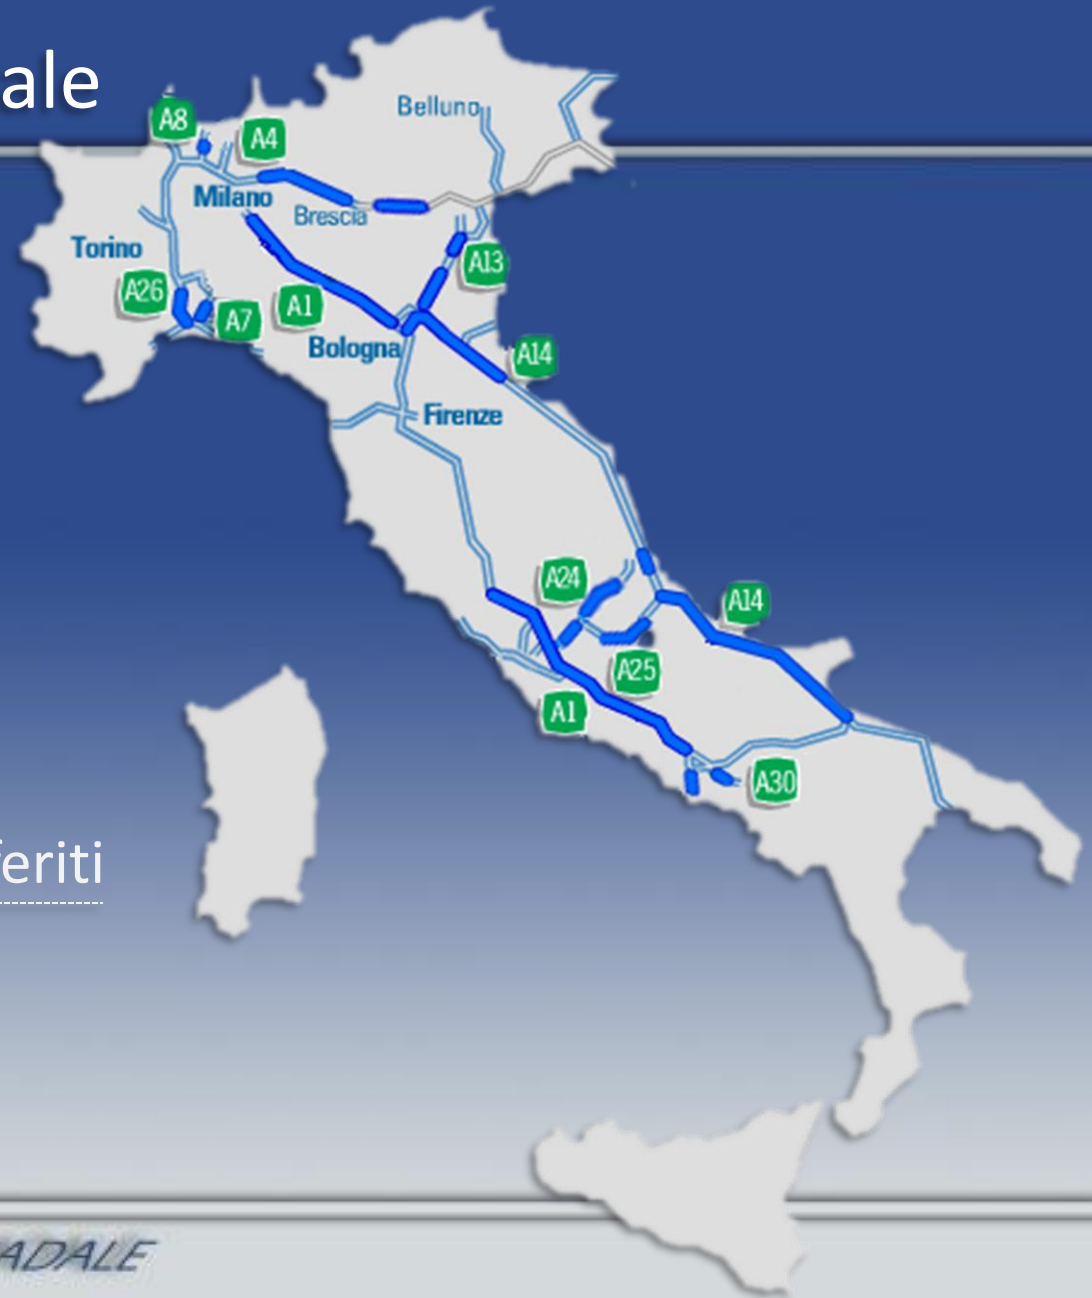 ale
Belluno
A8
A4
Milano
Brescia
Torino
A13
A26
A1
A7
Bologna
A14
Firenze
A24
A14
A25
A1
A30
eriti
ADALE